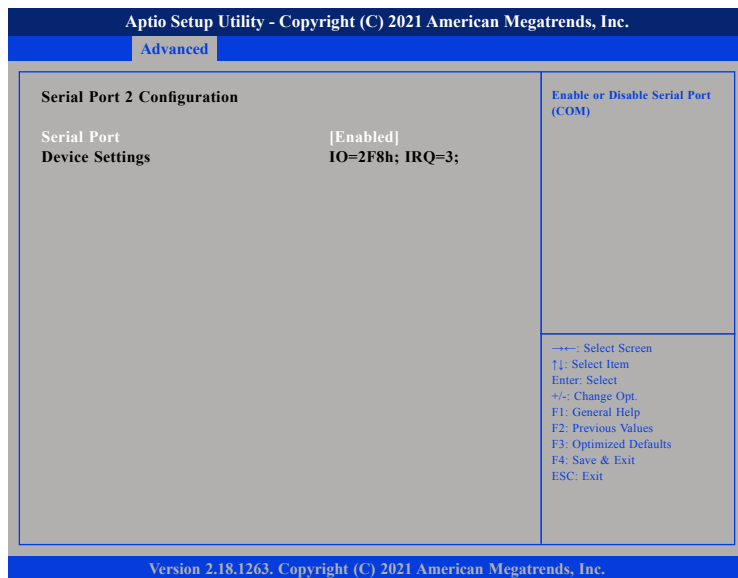 Aptio Setup Utility - Copyright (C) 2021 American Megatrends, Inc.
Advanced
Serial Port 2 Configuration
Serial Port [Enabled]
Device Settings IO=2F8h; IRQ=3;
Enable or Disable Serial Port
(COM)
→←: Select Screen
↑↓: Select Item
Enter: Select
+/-: Change Opt.
F1: General Help
F2: Previous Values
F3: Optimized Defaults
F4: Save & Exit
ESC: Exit
Version 2.18.1263. Copyright (C) 2021 American Megatrends, Inc.